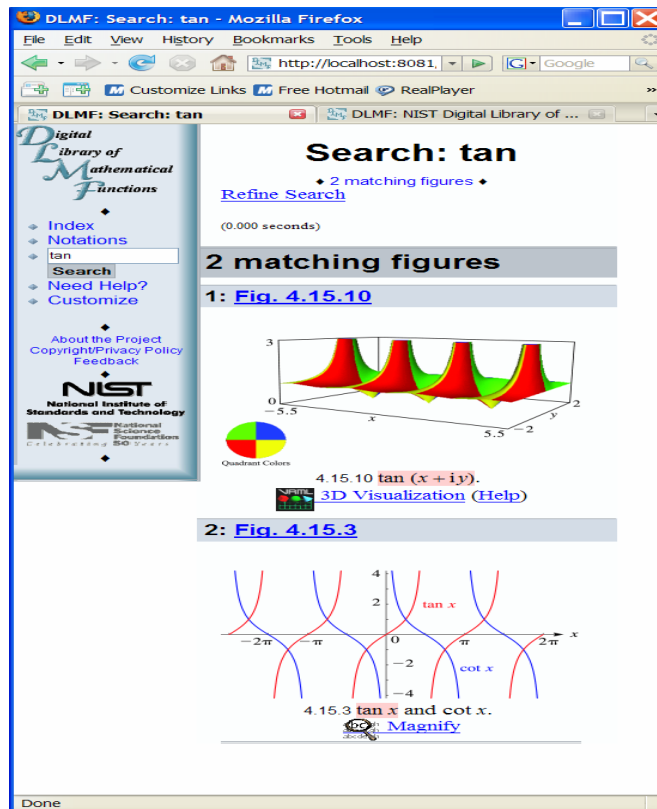 DLMF: Search: tan - Mozilla Firefox
File Edit View History Bookmarks Tools Help
http://localhost:8081, G Google
Customize Links Free Hotmail RealPlayer »
DLMF: Search: tan DLMF: NIST Digital Library of ...
Digital
Library of
Mathematical
Functions
Index
Notations
tan
Search
Need Help?
Customize
About the Project
Copyright/Privacy Policy
Feedback
NIST
National Institute of
Standards and Technology
NSF National
Science
Foundation
Celebrating 50 Years
Search: tan
2 matching figures
Refine Search
(0.000 seconds)
2 matching figures
1: Fig. 4.15.10
3
0
−5.5
x
5.5
−2
y
2
Quadrant Colors
4.15.10 tan (x + iy).
VRML 3D Visualization (Help)
2: Fig. 4.15.3
4
2
tan x
−2π −π 0 π 2π x
−2
cot x
−4
4.15.3 tan x and cot x.
Magnify
Done